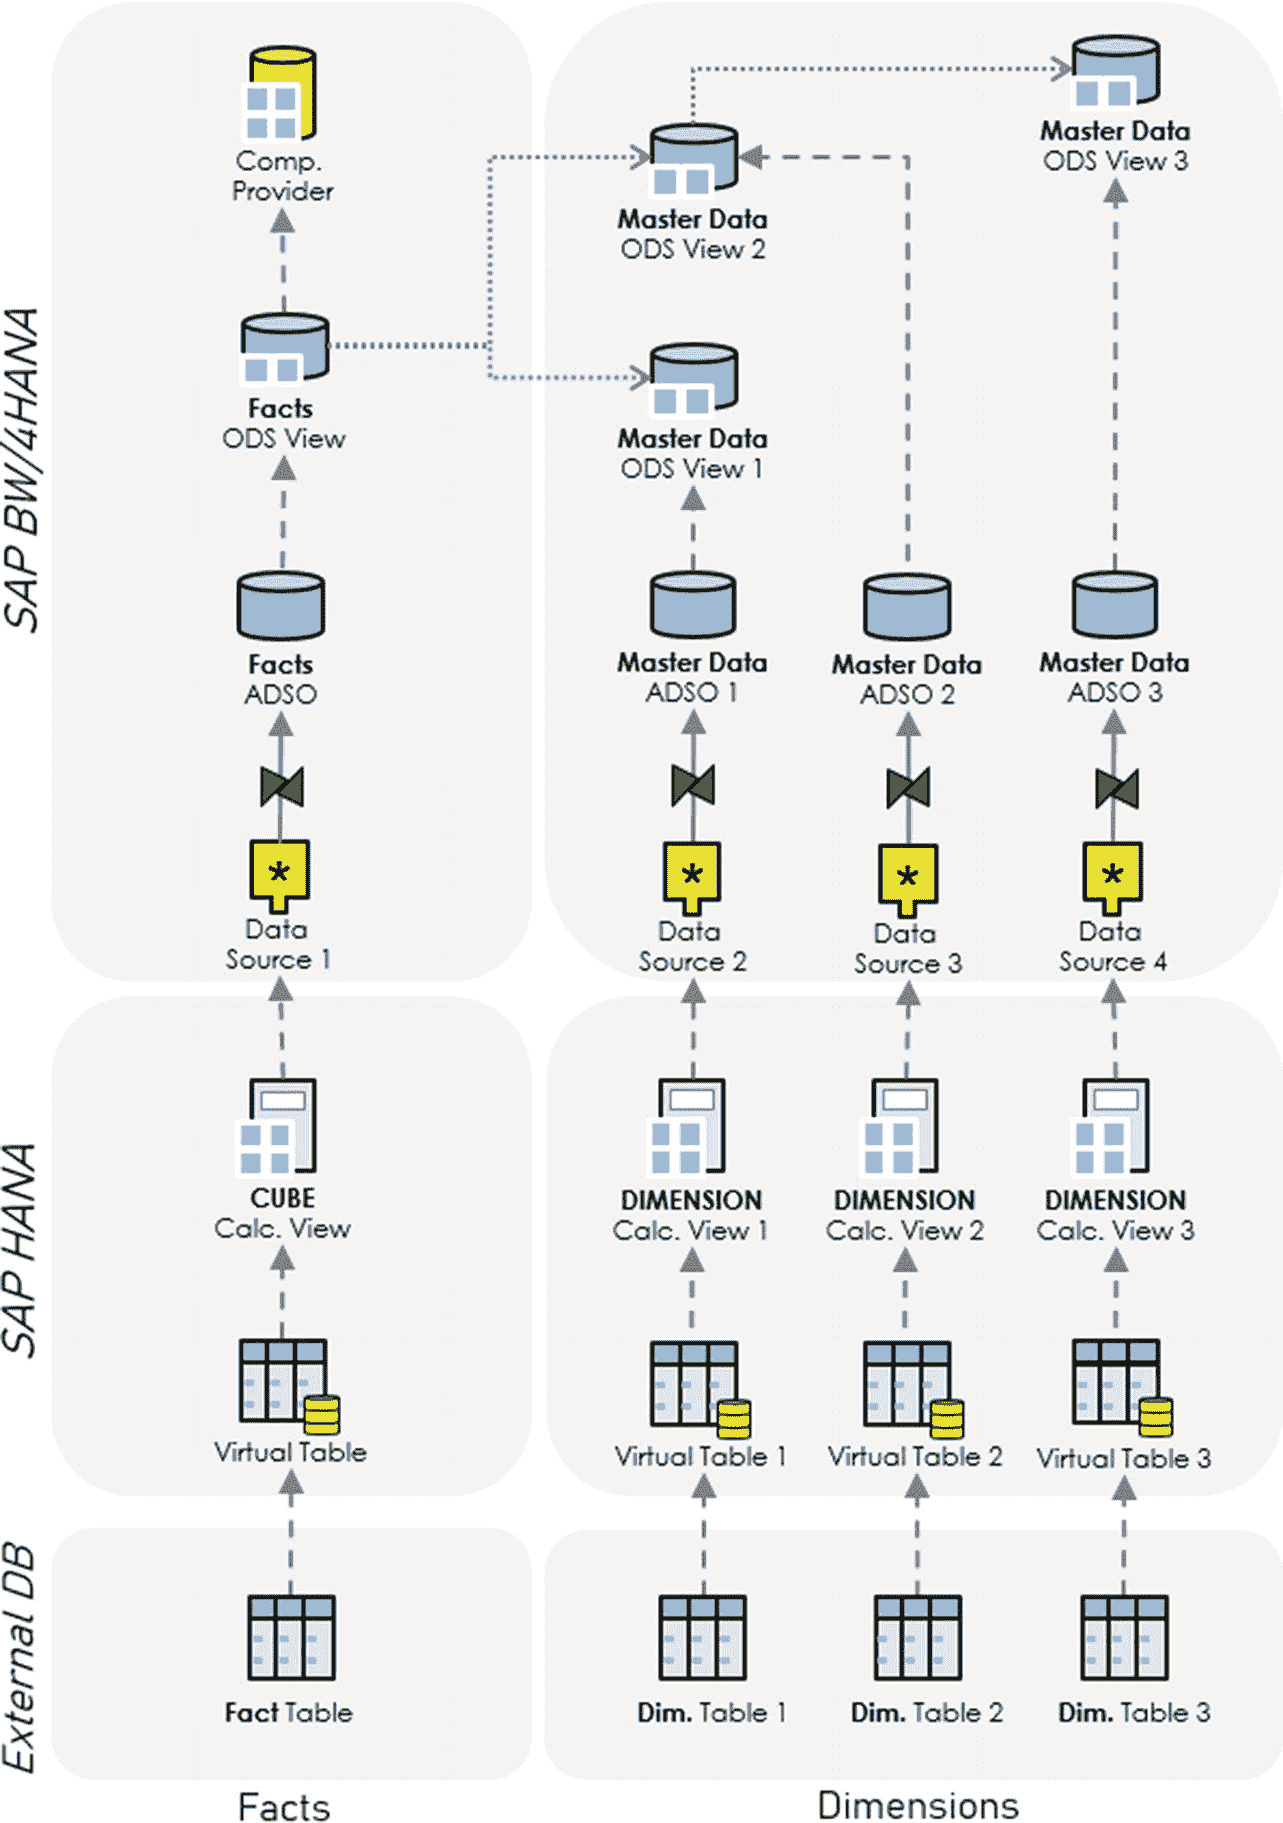 Comp.
Provider
Master Data
ODS View 3
Master Data
ODS View 2
Facts
ODS View
Master Data
ODS View 1
Facts
ADSO
Master Data
ADSO 1
Master Data
ADSO 2
Master Data
ADSO 3
*
*
*
*
Data
Source 1
Data
Source 2
Data
Source 3
Data
Source 4
SAP BW/4HANA
CUBE
Calc. View
DIMENSION
Calc. View 1
DIMENSION
Calc. View 2
DIMENSION
Calc. View 3
Virtual Table
Virtual Table 1
Virtual Table 2
Virtual Table 3
SAP HANA
Fact Table
Dim. Table 1
Dim. Table 2
Dim. Table 3
External DB
Facts
Dimensions